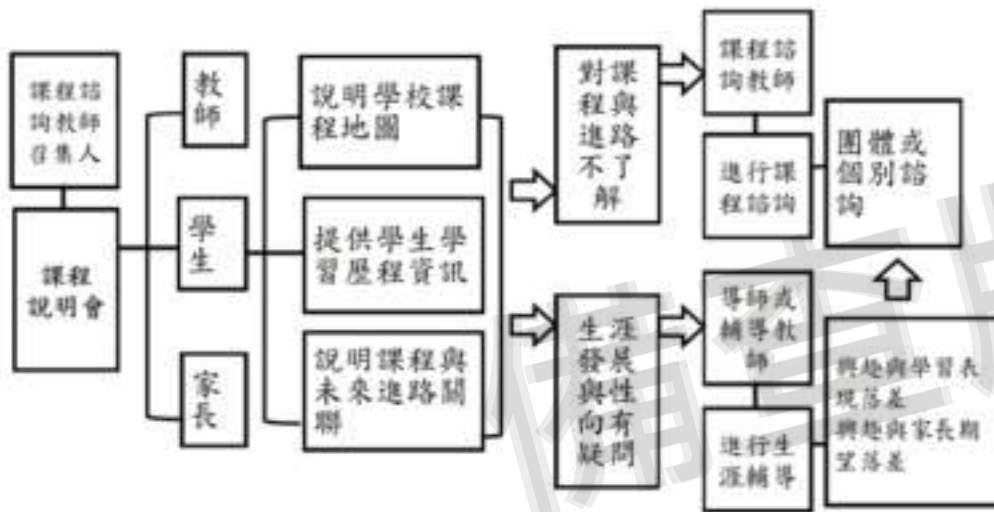 課程諮
詢教師
召集人
課程
說明會
教
師
學
生
家
長
說明學校課
程地圖
提供學生學
習歷程資訊
說明課程與
未來進路關
聯
對課
程與
進路
不了
解
生涯
發展
與性
向有
疑問
課程諮
詢教師
進行課
程諮詢
團體或
個別諮
詢
導師或
輔導教
師
進行生
涯輔導
興趣與學習表
現落差
興趣與家長期
望落差
備查